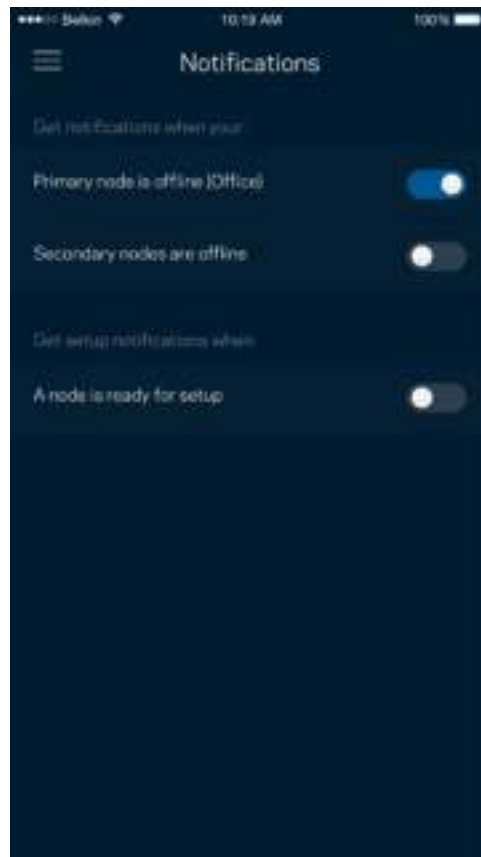 Belkin 10:19 AM 100%
Notifications
Get notifications when your:
Primary node is offline (Office)
Secondary nodes are offline
Get setup notifications when:
A node is ready for setup